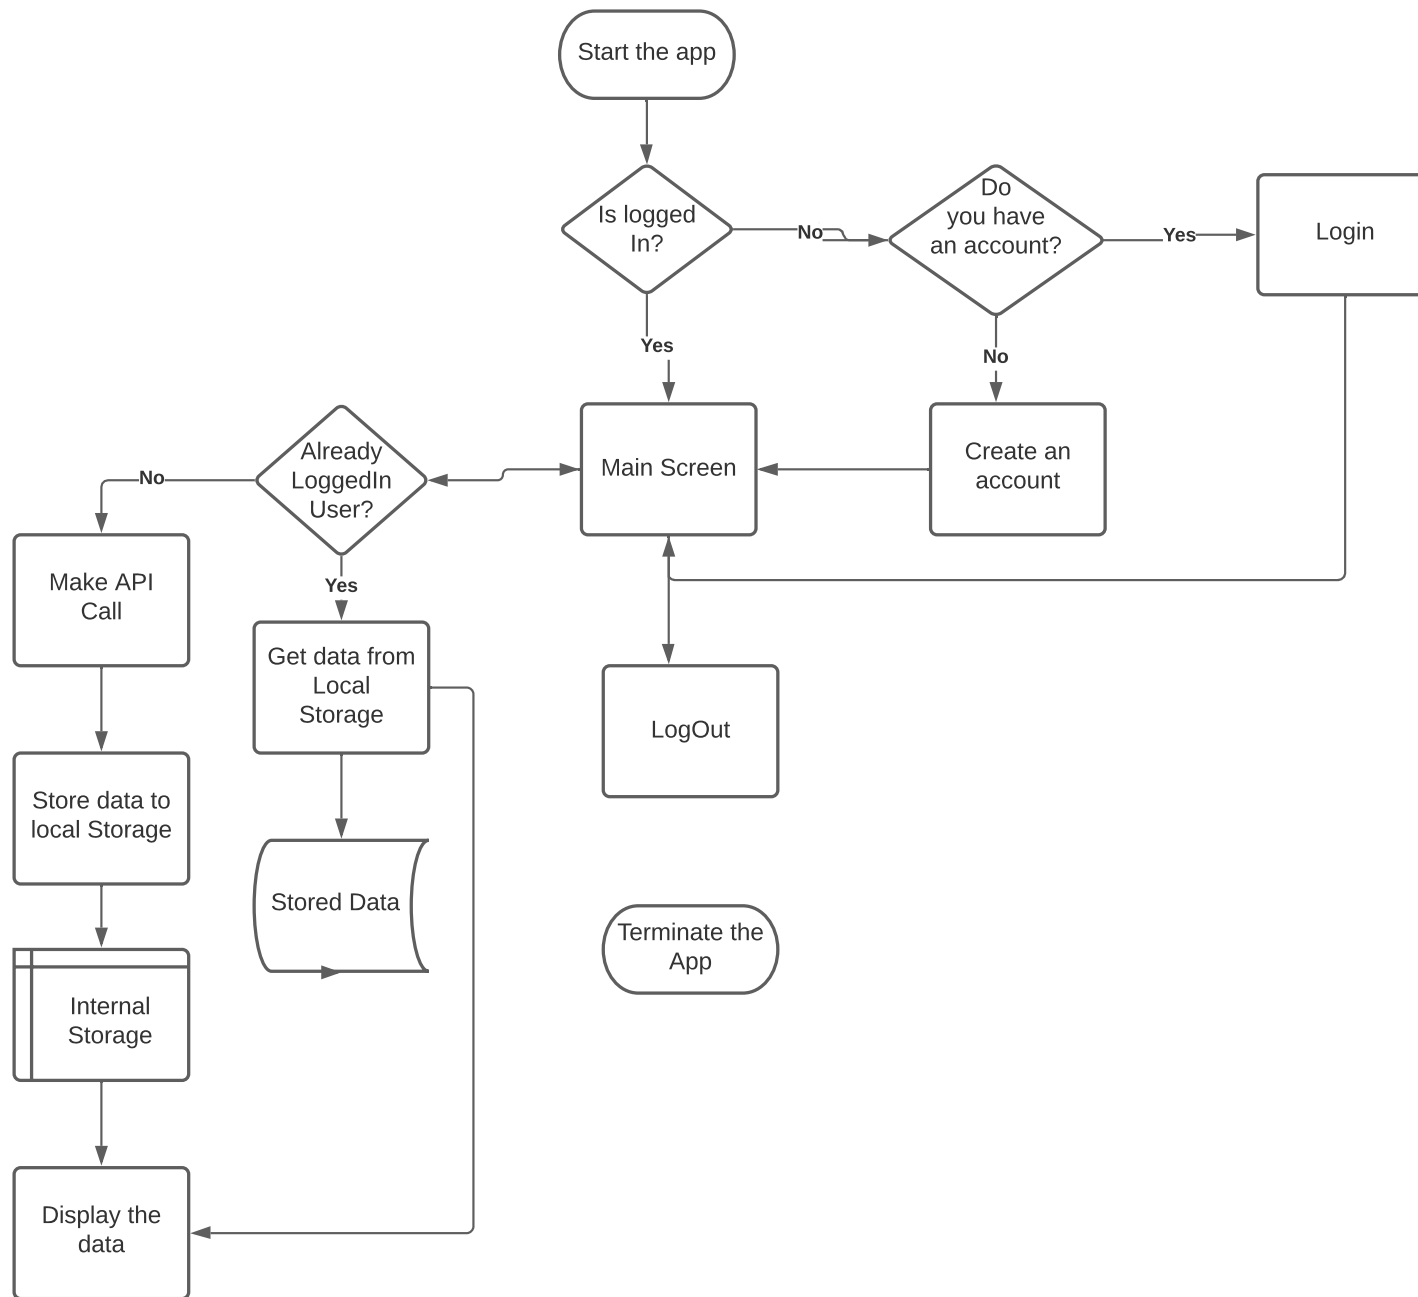 Start the app
Is logged
In?
No
Do
you have
an account?
Yes
Login
Yes
No
Already
LoggedIn
User?
No
Main Screen
Create an
account
Make API
Call
Yes
Get data from
Local
Storage
LogOut
Store data to
local Storage
Stored Data
Terminate the
App
Internal
Storage
Display the
data